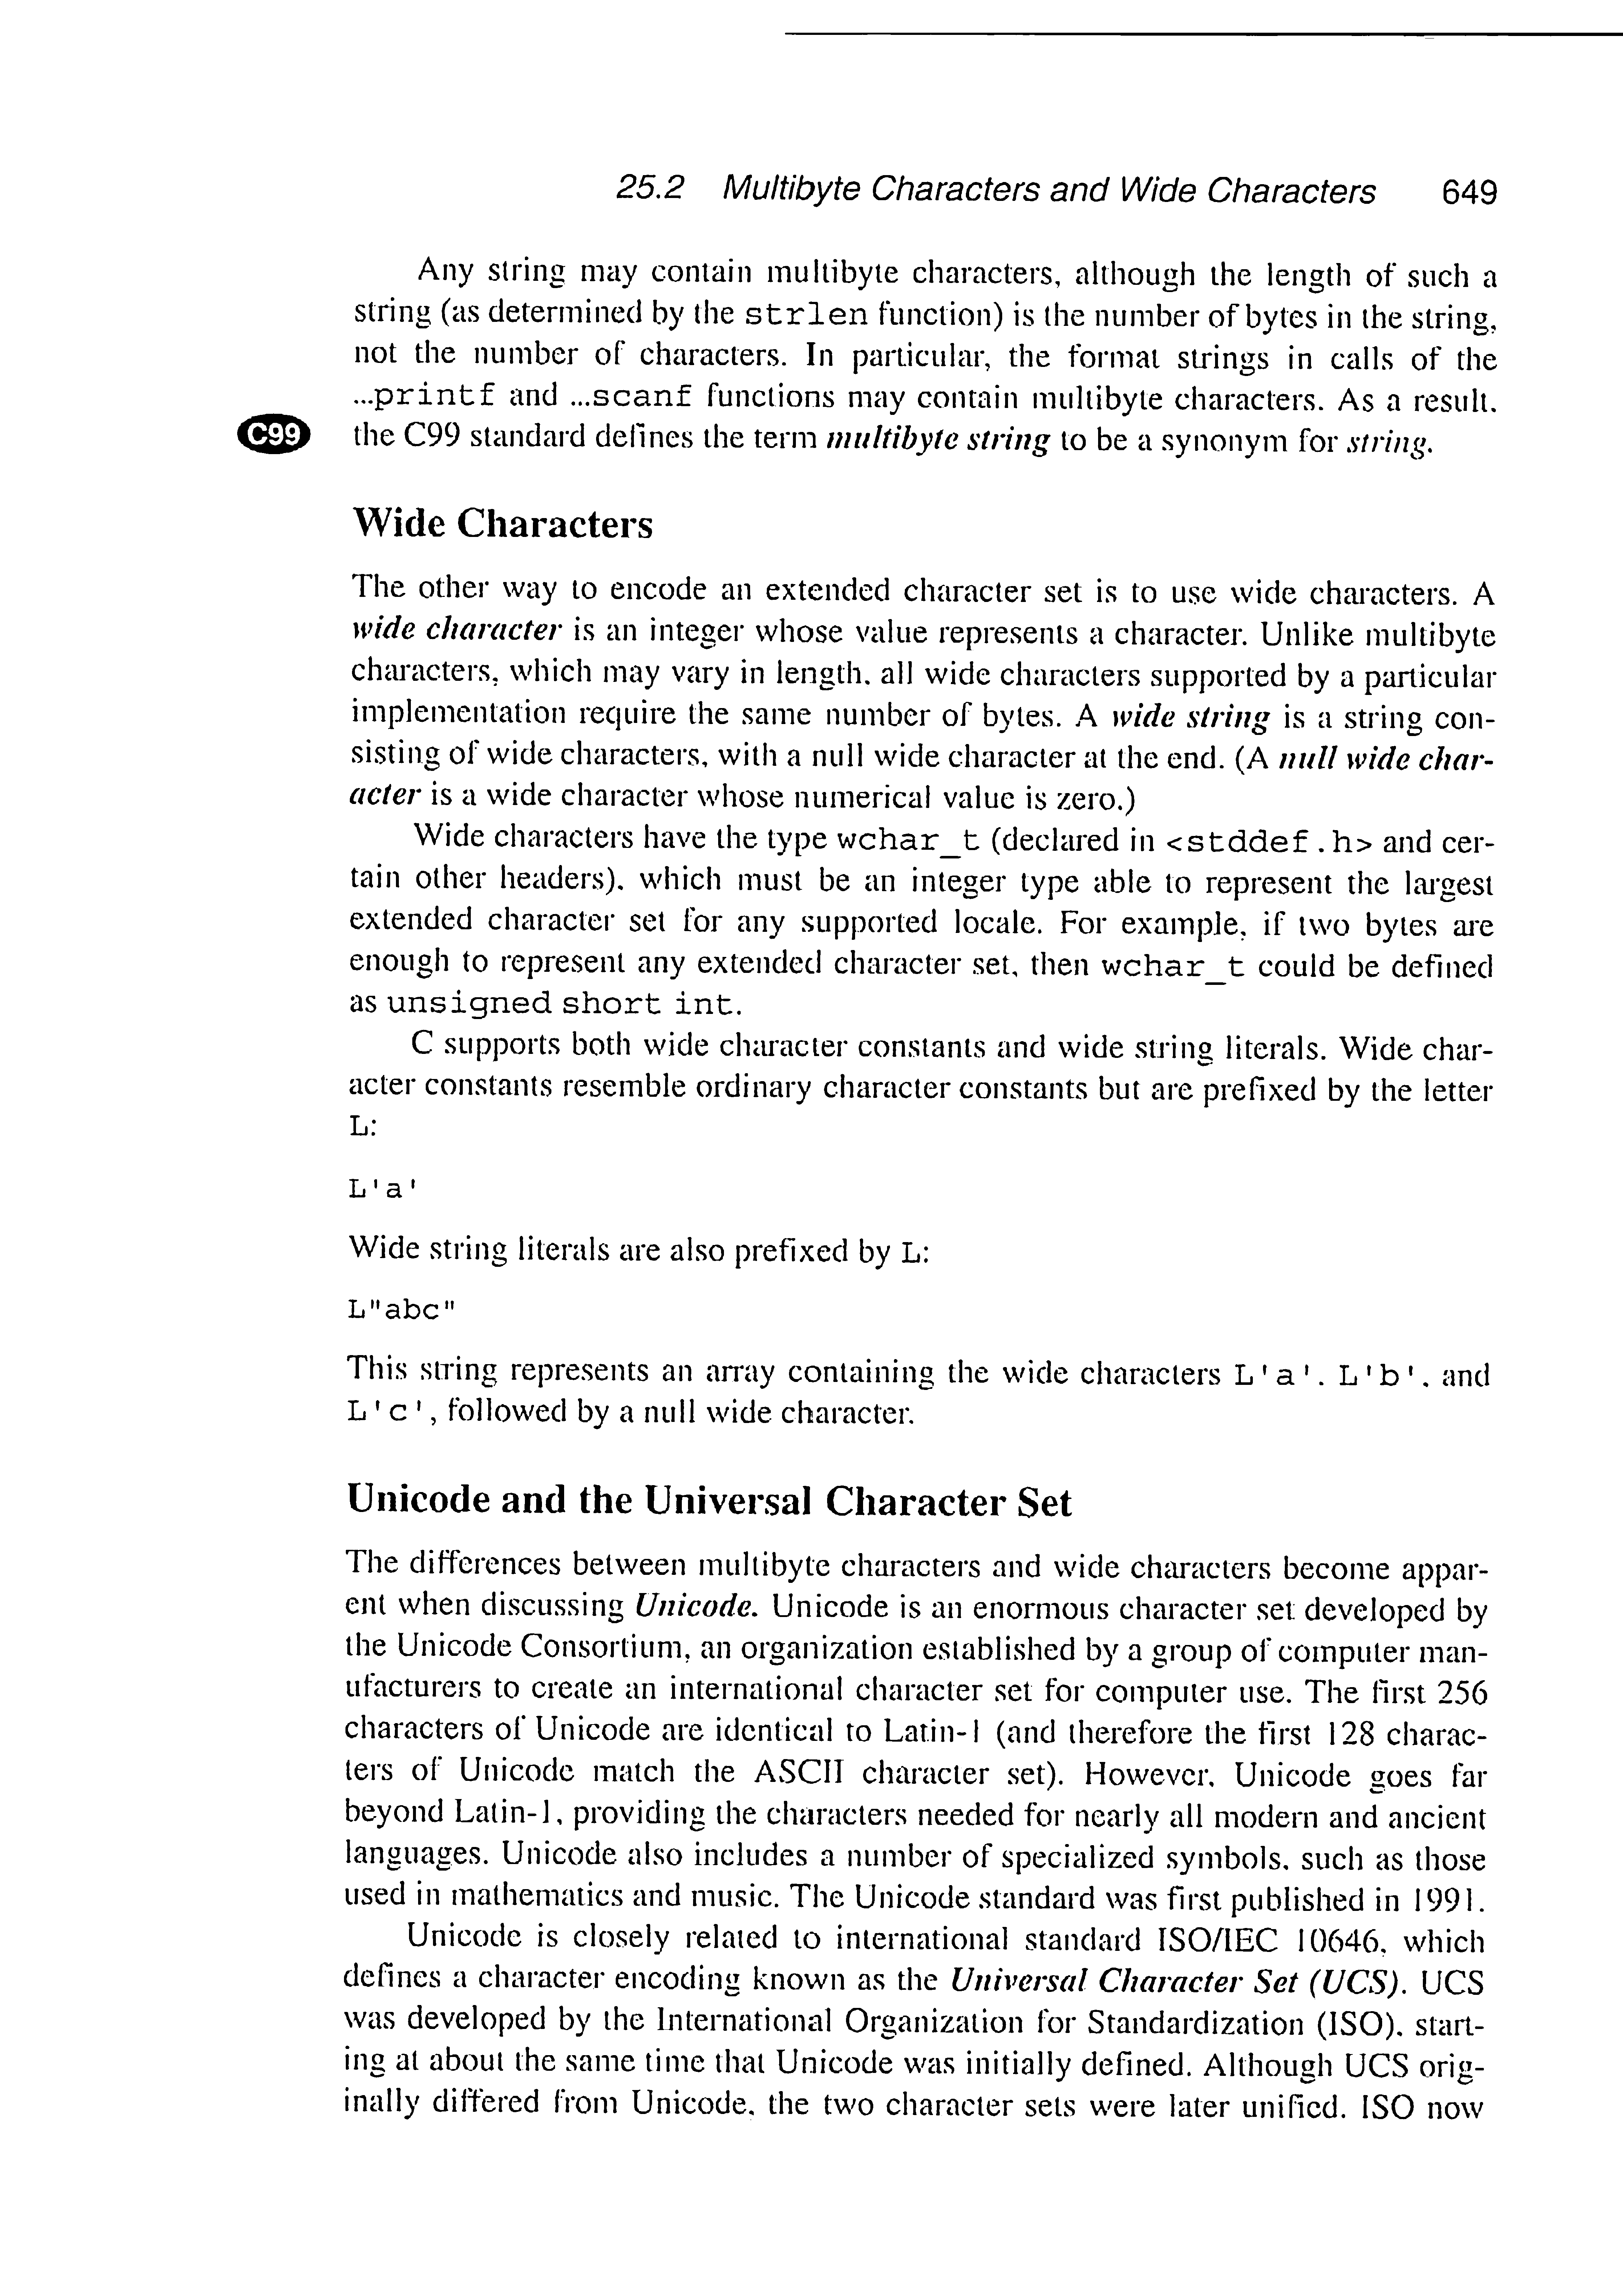 25.2 Multibyte Characters and Wide Characters 649
Any string may contain multibyte characters, although the length of such a
string (as determined by the strlen function) is the number of bytes in the string,
not the number of characters. In particular, the format strings in calls of the
...printf and ...scanf functions may contain multibyte characters. As a result,
C99 the C99 standard defines the term multibyte string to be a synonym for string.
Wide Characters
The other way to encode an extended character set is to use wide characters. A
wide character is an integer whose value represents a character. Unlike multibyte
characters, which may vary in length, all wide characters supported by a particular
implementation require the same number of bytes. A wide string is a string con-
sisting of wide characters, with a null wide character at the end. (A null wide char-
acter is a wide character whose numerical value is zero.)
Wide characters have the type wchar_t (declared in <stddef.h> and cer-
tain other headers), which must be an integer type able to represent the largest
extended character set for any supported locale. For example, if two bytes are
enough to represent any extended character set, then wchar_t could be defined
as unsigned short int.
C supports both wide character constants and wide string literals. Wide char-
acter constants resemble ordinary character constants but are prefixed by the letter
L:
L'a'
Wide string literals are also prefixed by L:
L"abc"
This string represents an array containing the wide characters L'a', L'b', and
L'c', followed by a null wide character.
Unicode and the Universal Character Set
The differences between multibyte characters and wide characters become appar-
ent when discussing Unicode. Unicode is an enormous character set developed by
the Unicode Consortium, an organization established by a group of computer man-
ufacturers to create an international character set for computer use. The first 256
characters of Unicode are identical to Latin-1 (and therefore the first 128 charac-
ters of Unicode match the ASCII character set). However, Unicode goes far
beyond Latin-1, providing the characters needed for nearly all modern and ancient
languages. Unicode also includes a number of specialized symbols, such as those
used in mathematics and music. The Unicode standard was first published in 1991.
Unicode is closely related to international standard ISO/IEC 10646, which
defines a character encoding known as the Universal Character Set (UCS). UCS
was developed by the International Organization for Standardization (ISO), start-
ing at about the same time that Unicode was initially defined. Although UCS orig-
inally differed from Unicode, the two character sets were later unified. ISO now